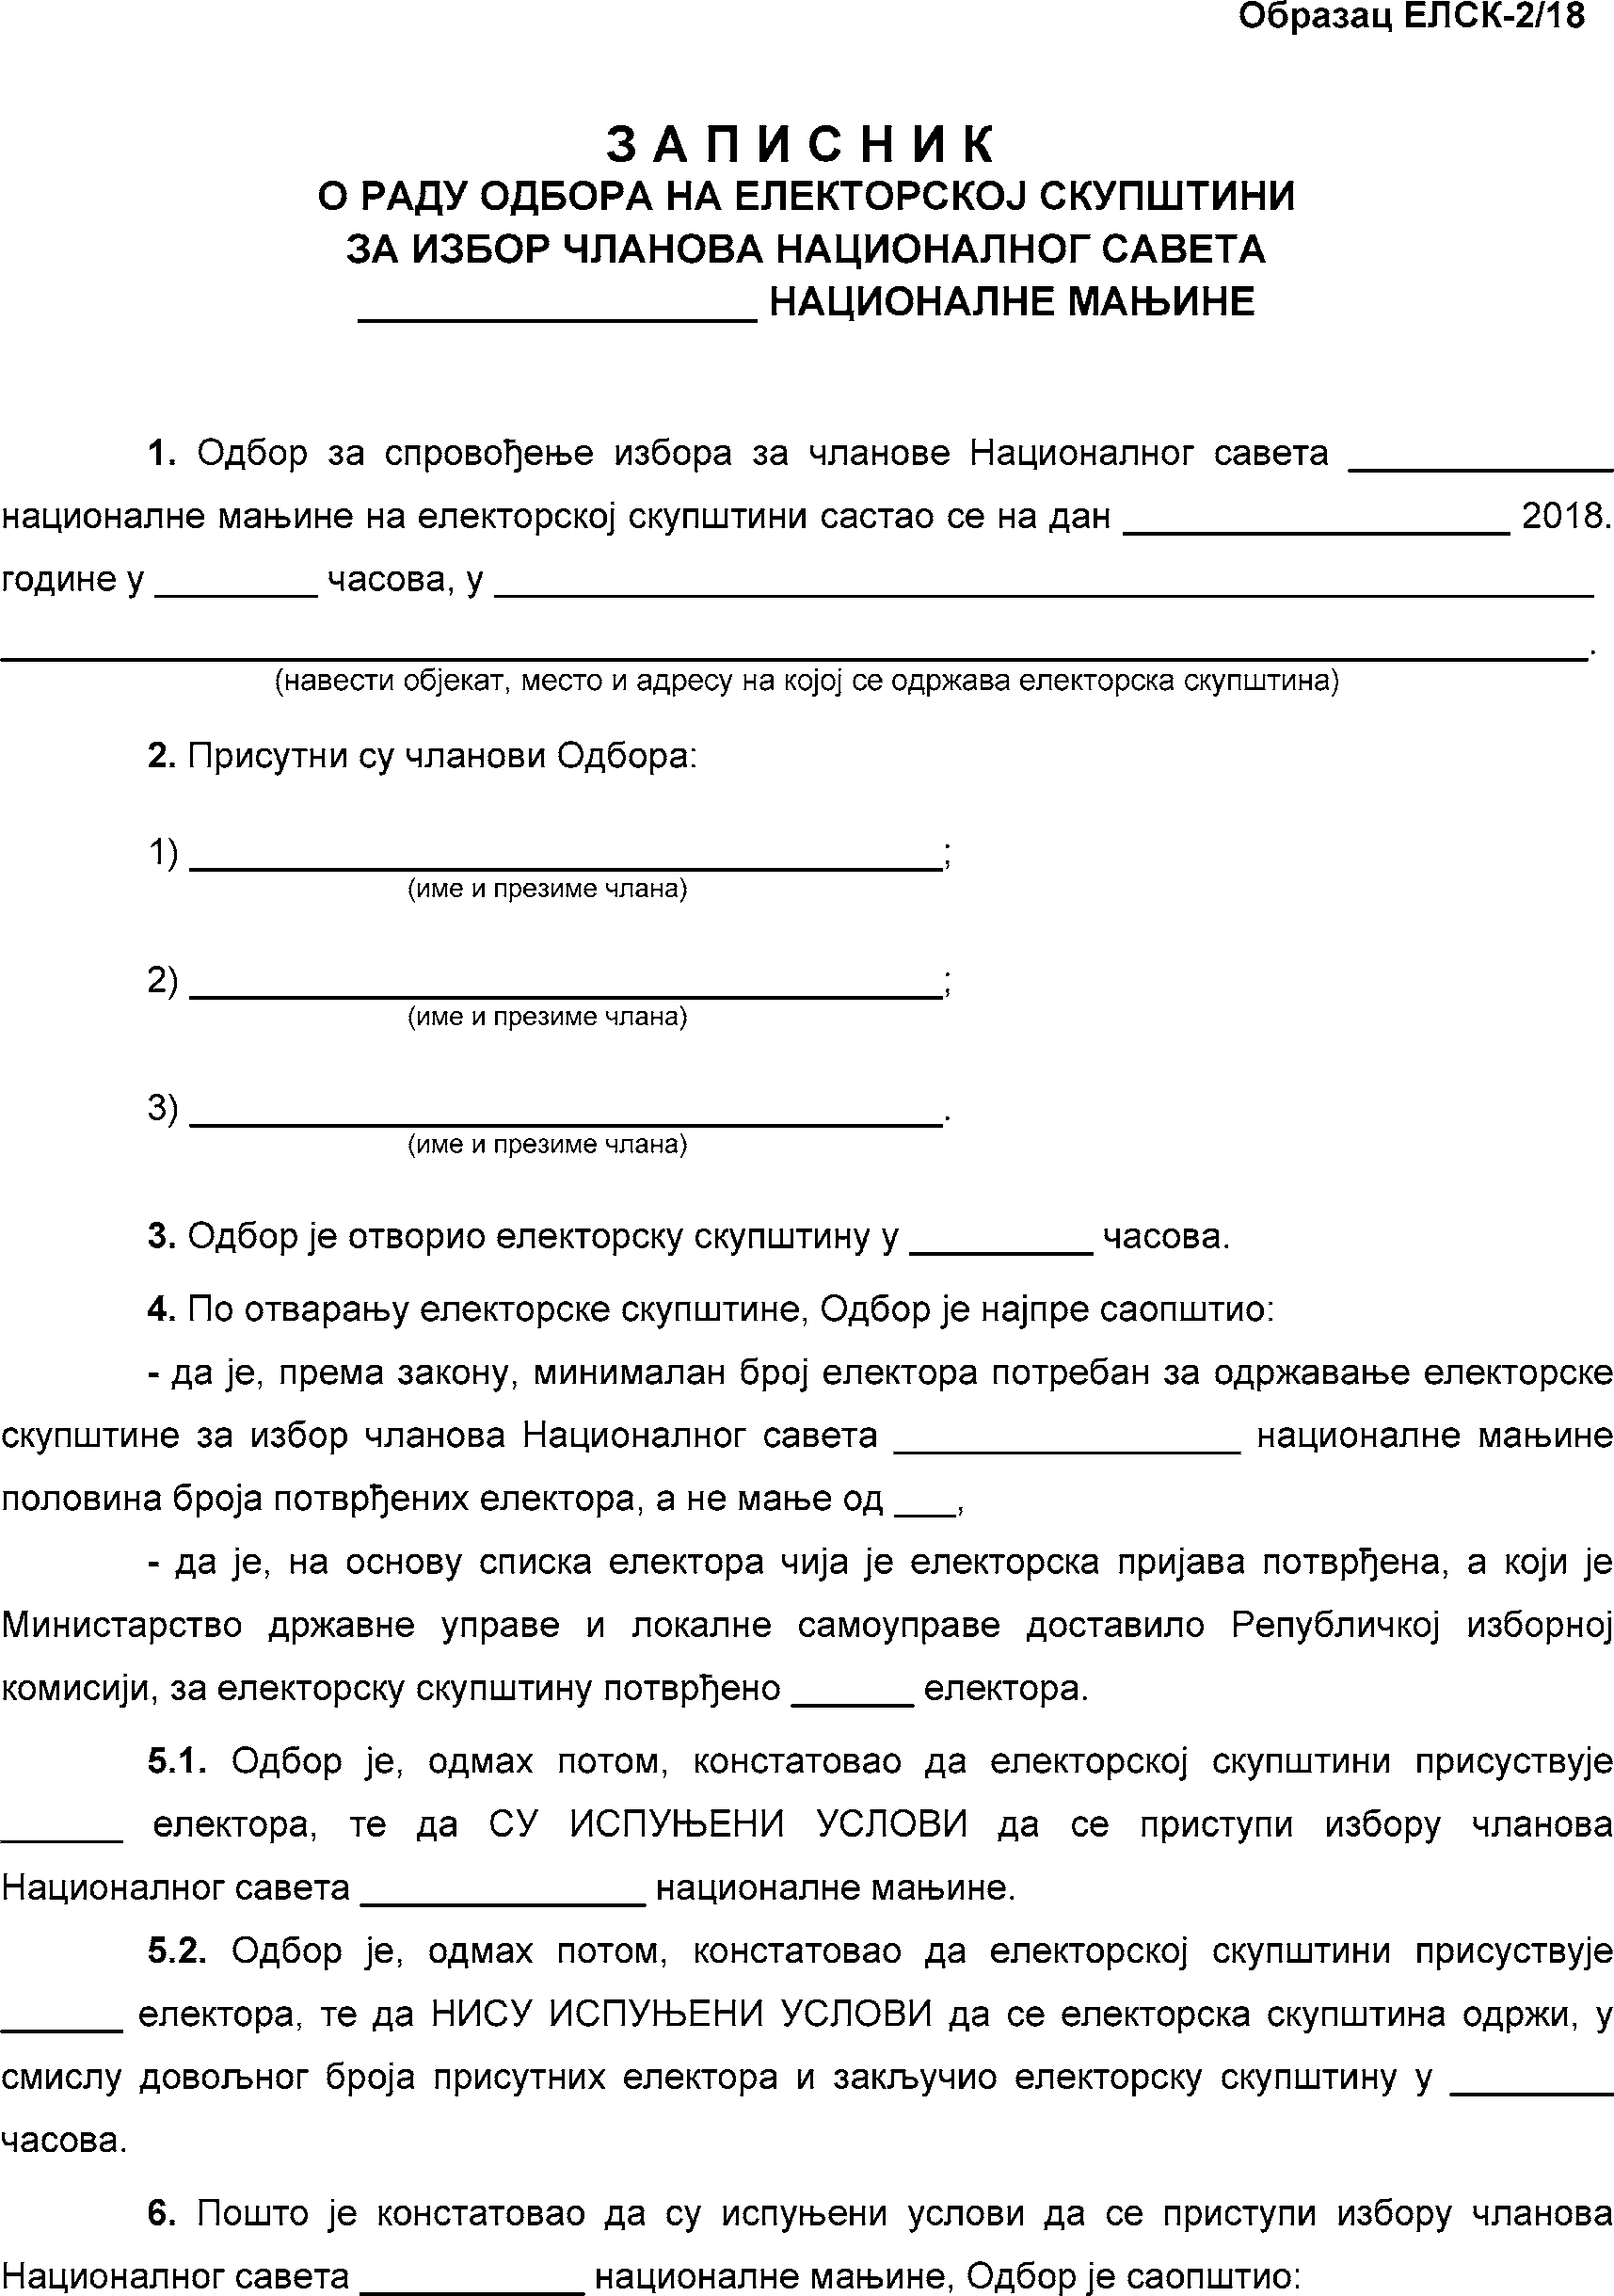 Образац ЕЛСК-2/18
З А П И С Н И К
О РАДУ ОДБОРА НА ЕЛЕКТОРСКОЈ СКУПШТИНИ
ЗА ИЗБОР ЧЛАНОВА НАЦИОНАЛНОГ САВЕТА
____________________ НАЦИОНАЛНЕ МАЊИНЕ
1. Одбор за спровођење избора за чланове Националног савета _____________
националне мањине на електорској скупштини састао се на дан ___________________ 2018.
године у ________ часова, у ______________________________________________________
______________________________________________________________________________.
(навести објекат, место и адресу на којој се одржава електорска скупштина)
2. Присутни су чланови Одбора:
1) _____________________________________;
(име и презиме члана)
2) _____________________________________;
(име и презиме члана)
3) _____________________________________.
(име и презиме члана)
3. Одбор је отворио електорску скупштину у _________ часова.
4. По отварању електорске скупштине, Одбор је најпре саопштио:
- да је, према закону, минималан број електора потребан за одржавање електорске
скупштине за избор чланова Националног савета _________________ националне мањине
половина броја потврђених електора, а не мање од ___,
- да је, на основу списка електора чија је електорска пријава потврђена, а који је
Министарство државне управе и локалне самоуправе доставило Републичкој изборној
комисији, за електорску скупштину потврђено ______ електора.
5.1. Одбор је, одмах потом, констатовао да електорској скупштини присуствује
______ електора, те да СУ ИСПУЊЕНИ УСЛОВИ да се приступи избору чланова
Националног савета ______________ националне мањине.
5.2. Одбор је, одмах потом, констатовао да електорској скупштини присуствује
______ електора, те да НИСУ ИСПУЊЕНИ УСЛОВИ да се електорска скупштина одржи, у
смислу довољног броја присутних електора и закључио електорску скупштину у ________
часова.
6. Пошто је констатовао да су испуњени услови да се приступи избору чланова
Националног савета ___________ националне мањине, Одбор је саопштио: